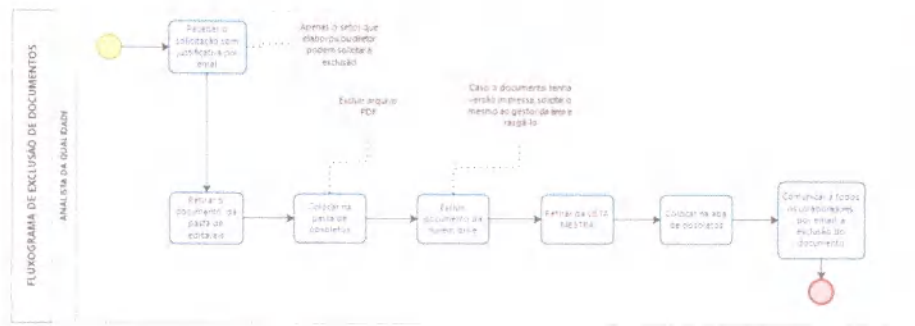 FLUXOGRAMA DE EXCLUSÃO DE DOCUMENTOS
ANALISTA DA QUALIDADE
Receber a
solicitação com
justificativa por
email
Apenas o setor que
elaborou ou diretor
podem solicitar a
exclusão
Excluir arquivo
PDF
Caso o documento tenha
versão impressa, solicite o
mesmo ao gestor da área e
rasgá-lo
Retirar o
documento da
pasta de
editáveis
Colocar na
pasta de
obsoletos
Excluir
documento da
Retirar da LISTA
MESTRA
Colocar na aba
de obsoletos
Comunicar a todos
os colaboradores
por email a
exclusão do
documento